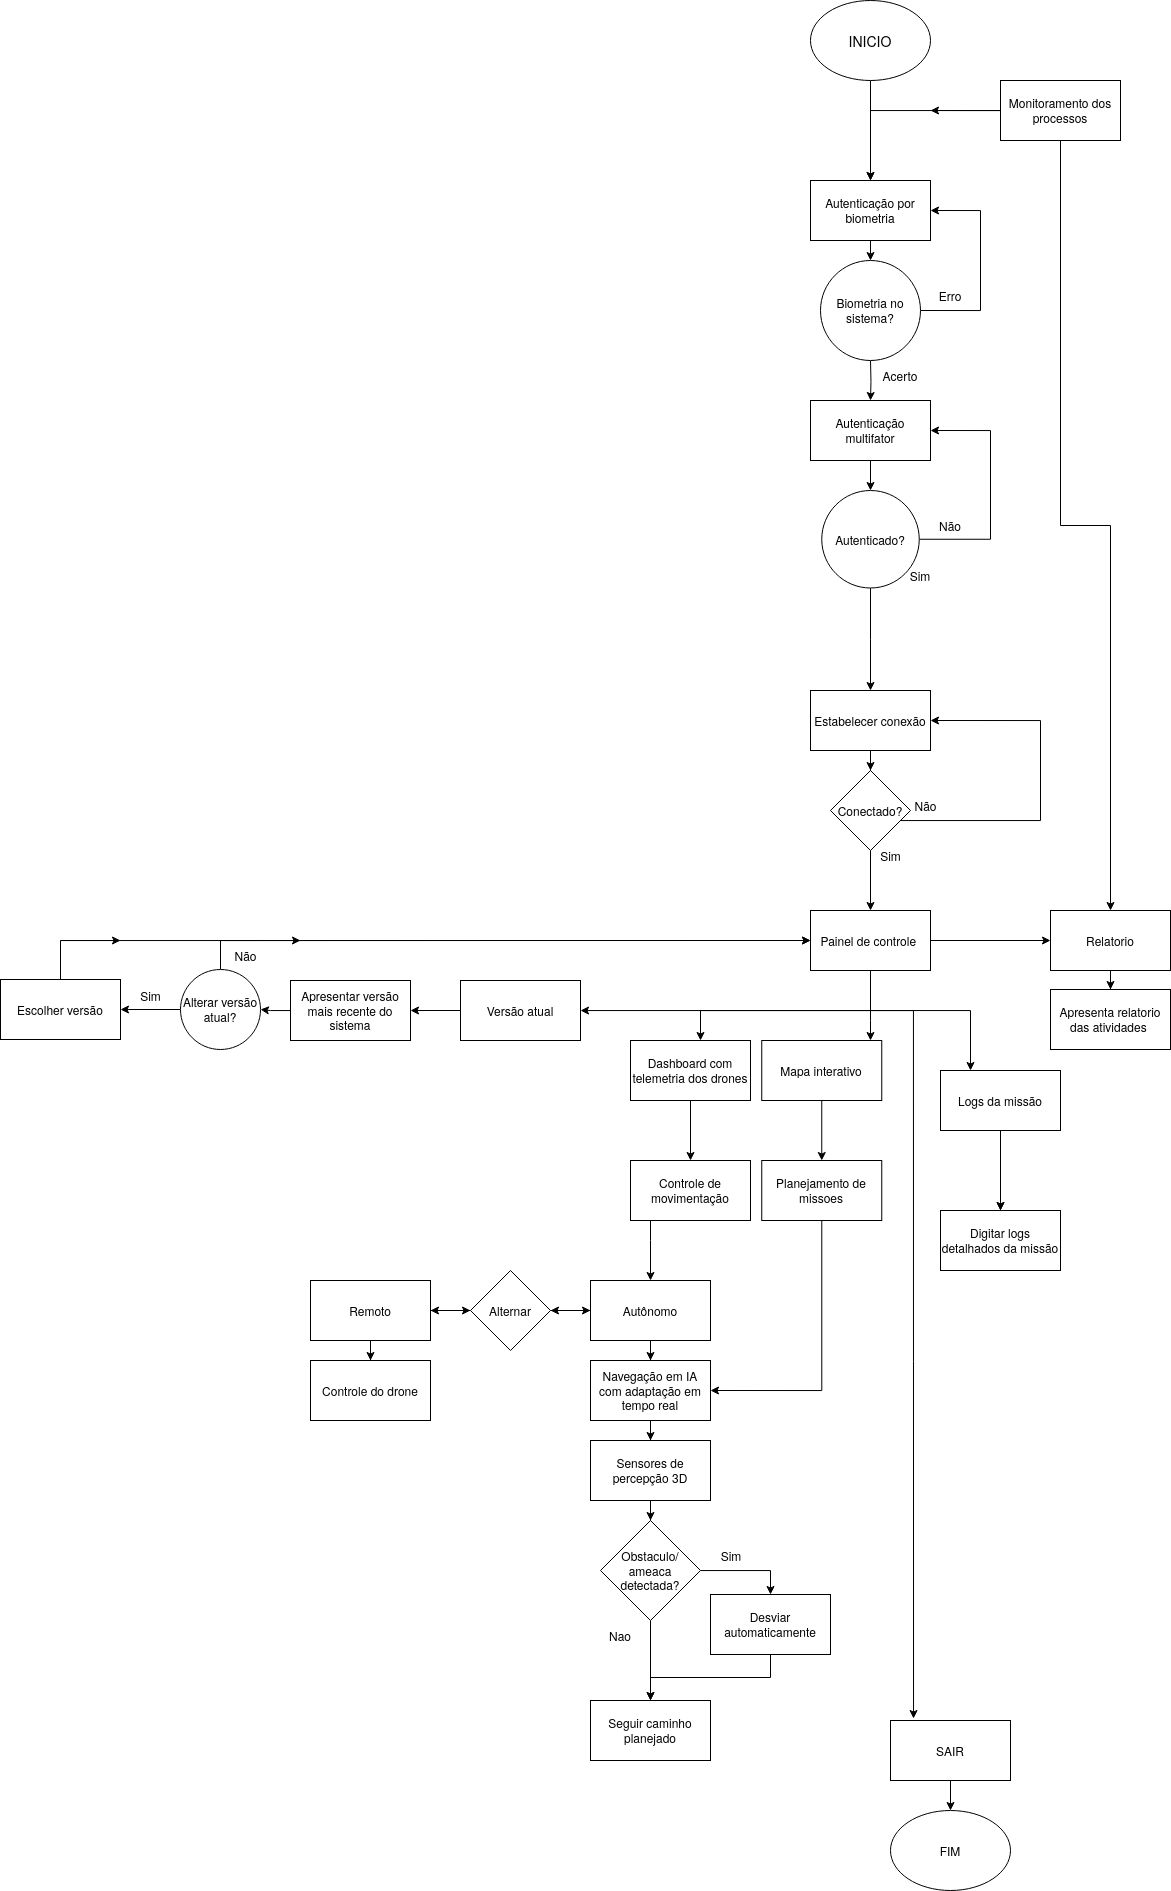 INICIO
Monitoramento dos
processos
Autenticação por
biometria
Biometria no
sistema?
Erro
Acerto
Autenticação
multifator
Autenticado?
Não
Sim
Estabelecer conexão
Conectado?
Não
Sim
Painel de controle
Relatorio
Não
Escolher versão
Sim
Alterar versão
atual?
Apresentar versão
mais recente do
sistema
Versão atual
Apresenta relatorio
das atividades
Dashboard com
telemetria dos drones
Mapa interativo
Logs da missão
Controle de
movimentação
Planejamento de
missoes
Digitar logs
detalhados da missão
Remoto
Alternar
Autônomo
Controle do drone
Navegação em IA
com adaptação em
tempo real
Sensores de
percepção 3D
Obstaculo/
ameaca
detectada?
Sim
Desviar
automaticamente
Nao
Seguir caminho
planejado
SAIR
FIM